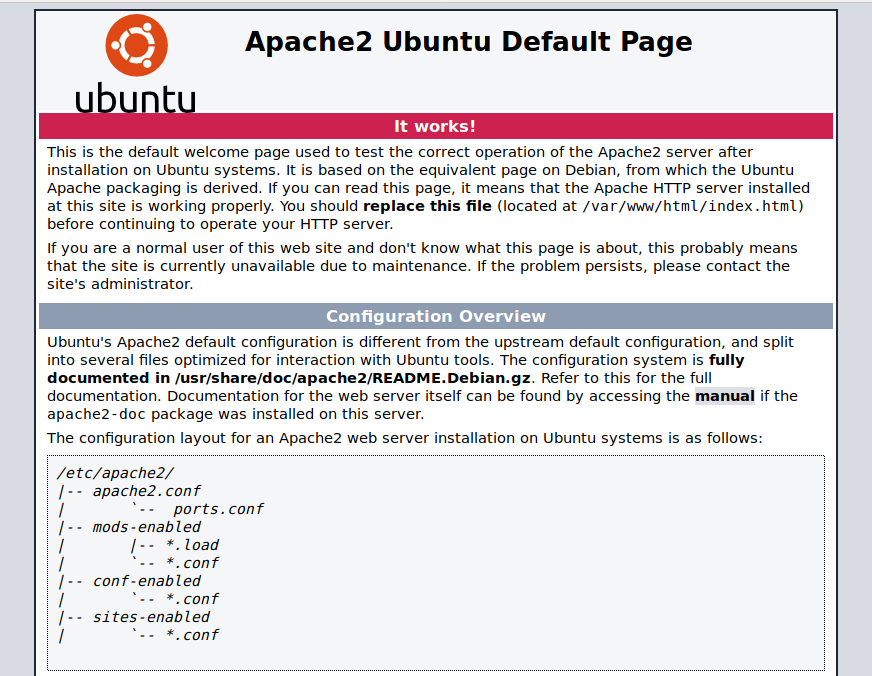 Apache2 Ubuntu Default Page
ubuntu
It works!
This is the default welcome page used to test the correct operation of the Apache2 server after
installation on Ubuntu systems. It is based on the equivalent page on Debian, from which the Ubuntu
Apache packaging is derived. If you can read this page, it means that the Apache HTTP server installed
at this site is working properly. You should replace this file (located at /var/www/html/index.html)
before continuing to operate your HTTP server.
If you are a normal user of this web site and don't know what this page is about, this probably means
that the site is currently unavailable due to maintenance. If the problem persists, please contact the
site's administrator.
Configuration Overview
Ubuntu's Apache2 default configuration is different from the upstream default configuration, and split
into several files optimized for interaction with Ubuntu tools. The configuration system is fully
documented in /usr/share/doc/apache2/README.Debian.gz. Refer to this for the full
documentation. Documentation for the web server itself can be found by accessing the manual if the
apache2-doc package was installed on this server.
The configuration layout for an Apache2 web server installation on Ubuntu systems is as follows:
/etc/apache2/
|-- apache2.conf
|       `--  ports.conf
|-- mods-enabled
|       |-- *.load
|       `-- *.conf
|-- conf-enabled
|       `-- *.conf
|-- sites-enabled
|       `-- *.conf